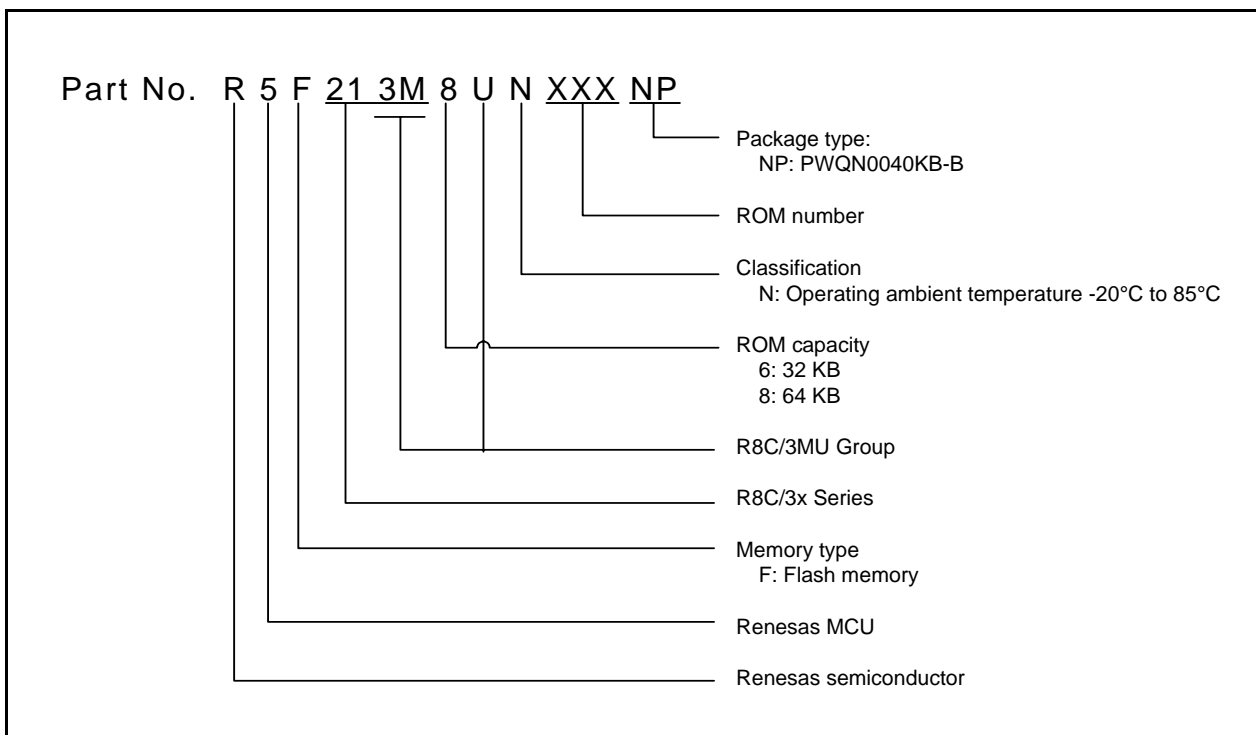 Part No. R 5 F 21 3M 8 U N XXX NP
Package type:
NP: PWQN0040KB-B
ROM number
Classification
N: Operating ambient temperature -20°C to 85°C
ROM capacity
6: 32 KB
8: 64 KB
R8C/3MU Group
R8C/3x Series
Memory type
F: Flash memory
Renesas MCU
Renesas semiconductor